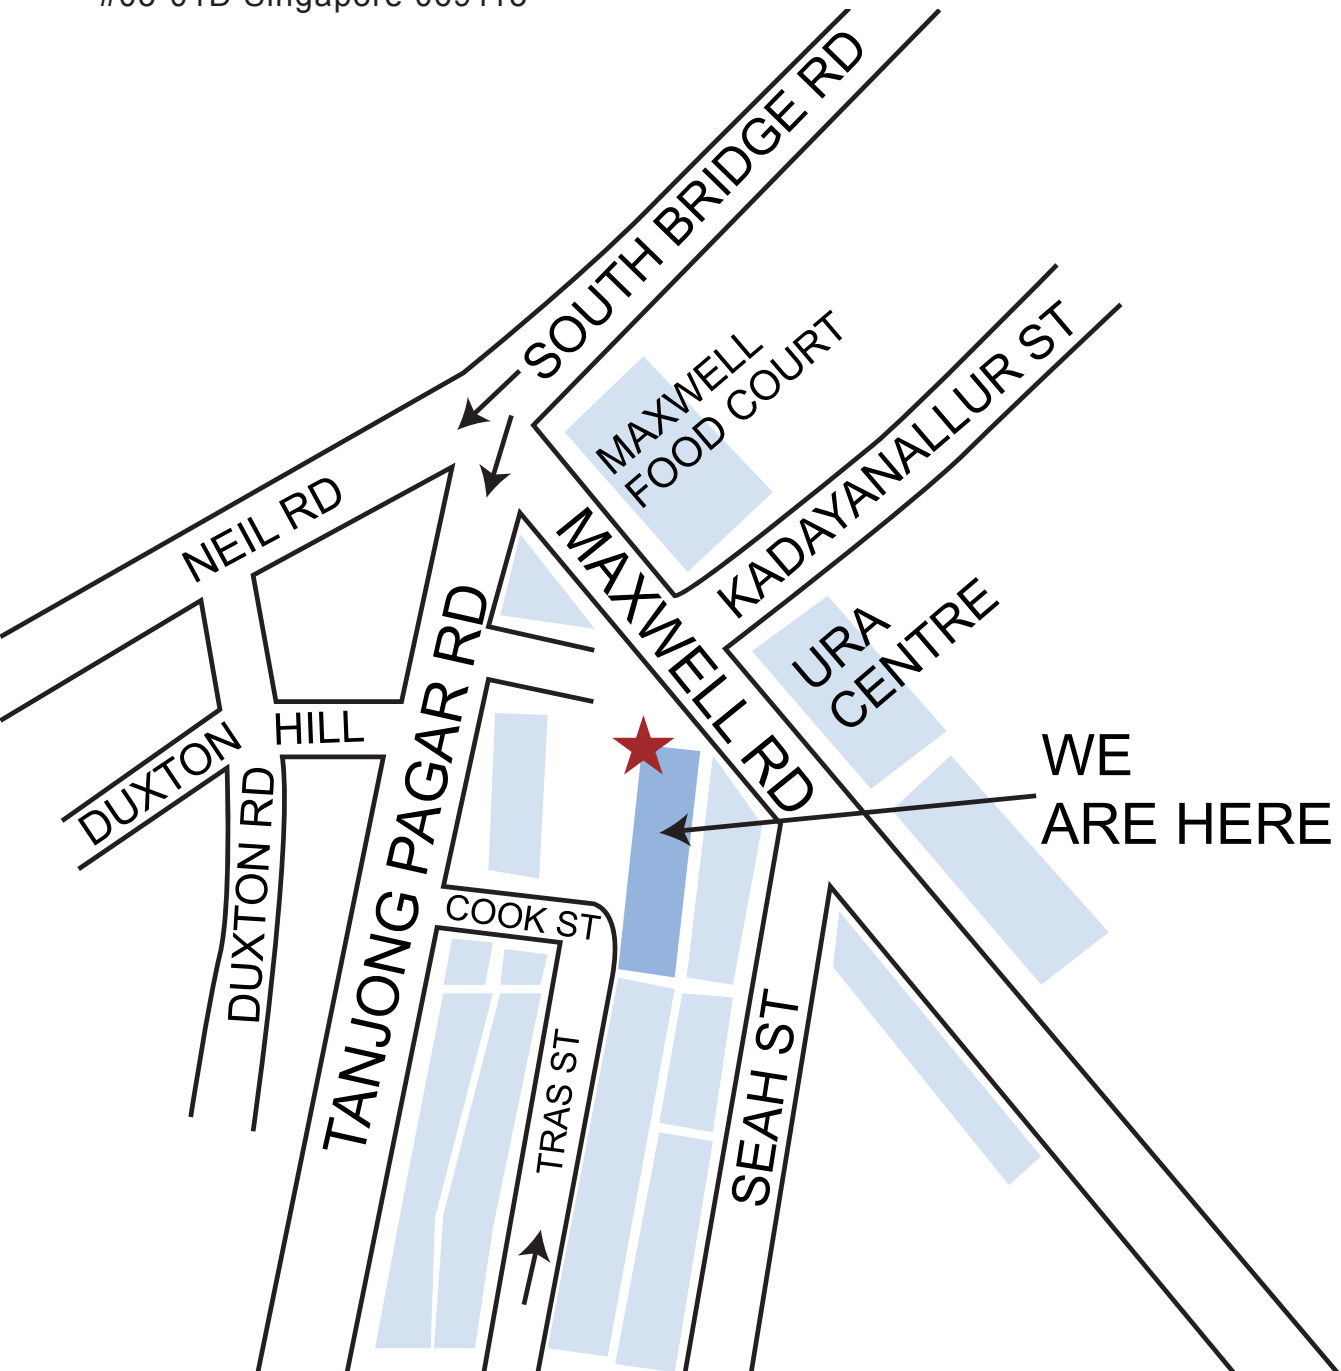 SOUTH BRIDGE RD
MAXWELL
FOOD COURT
KADAYANALLUR ST
NEIL RD
MAXWELL RD
URA
CENTRE
TANJONG PAGAR RD
HILL
DUXTON
DUXTON RD
WE
ARE HERE
COOK ST
TRAS ST
SEAH ST